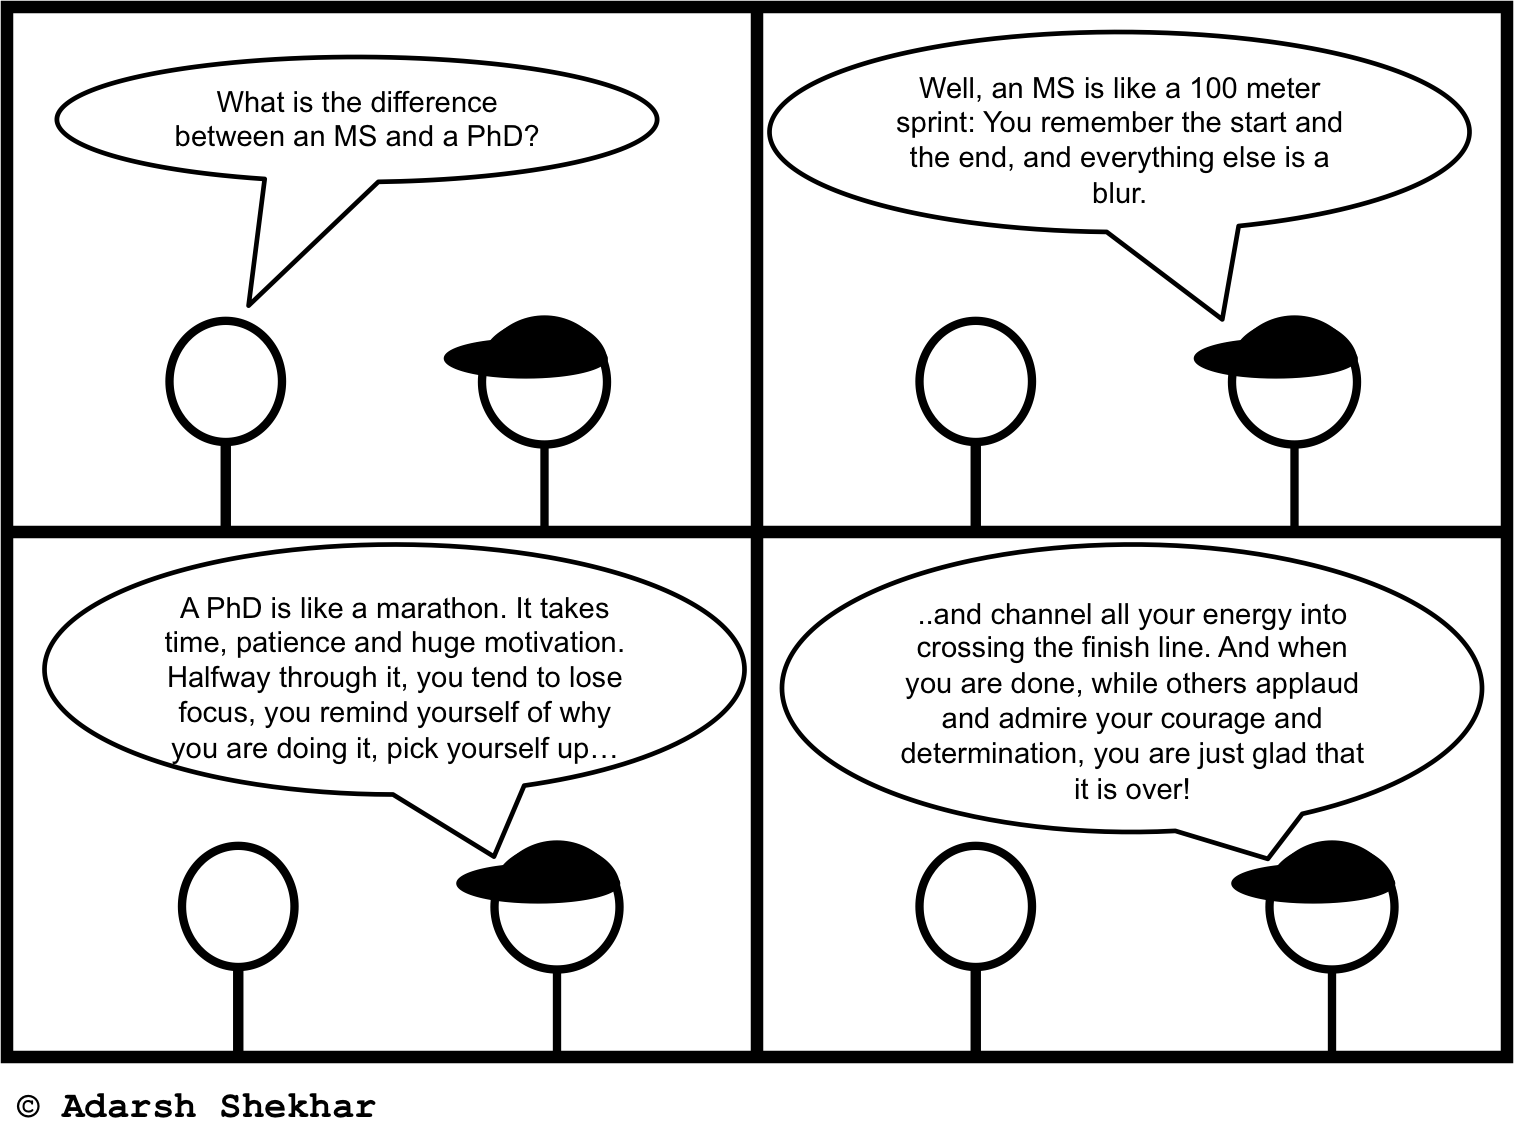 What is the difference
between an MS and a PhD?
Well, an MS is like a 100 meter
sprint: You remember the start and
the end, and everything else is a
blur.
A PhD is like a marathon. It takes
time, patience and huge motivation.
Halfway through it, you tend to lose
focus, you remind yourself of why
you are doing it, pick yourself up…
..and channel all your energy into
crossing the finish line. And when
you are done, while others applaud
and admire your courage and
determination, you are just glad that
it is over!
© Adarsh Shekhar